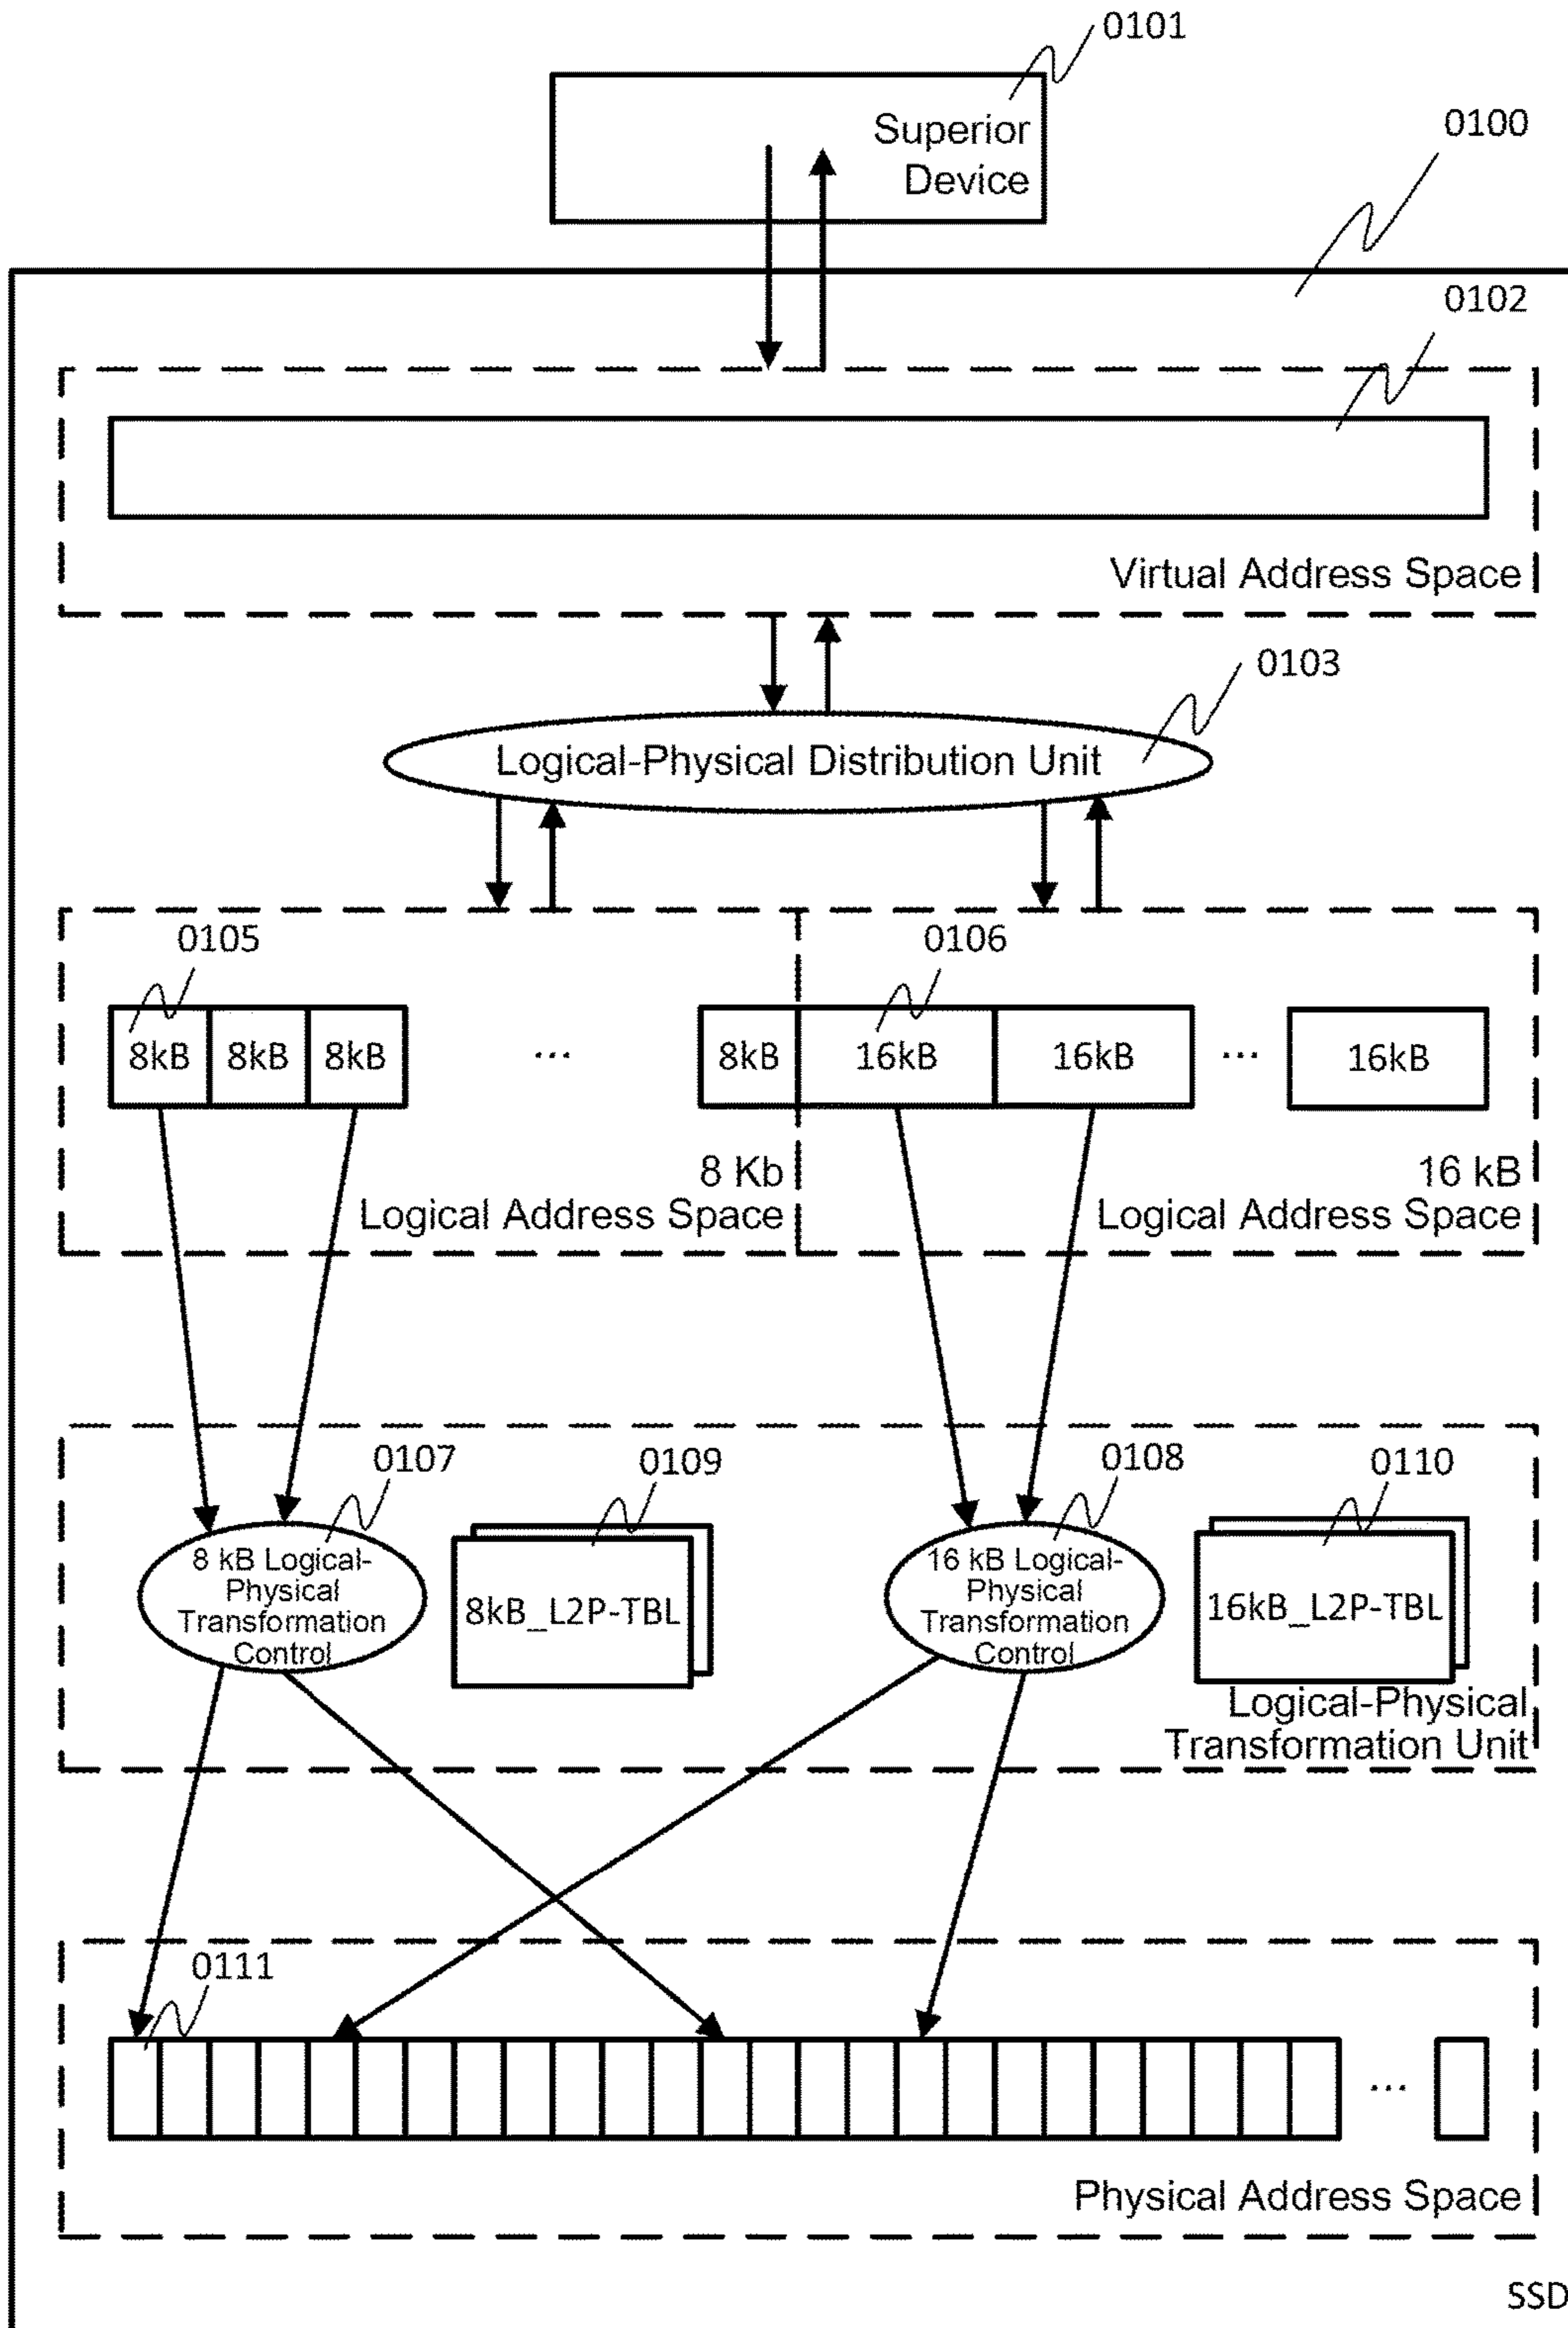 0101
Superior
Device
0100
0102
Virtual Address Space
0103
Logical-Physical Distribution Unit
0105
0106
8kB 8kB 8kB ... 8kB 16kB 16kB ... 16kB
8 Kb
Logical Address Space
16 kB
Logical Address Space
0107
0109
0108
0110
8 kB Logical-
Physical
Transformation
Control
8kB_L2P-TBL
16 kB Logical-
Physical
Transformation
Control
16kB_L2P-TBL
Logical-Physical
Transformation Unit
0111
...
Physical Address Space
SSD